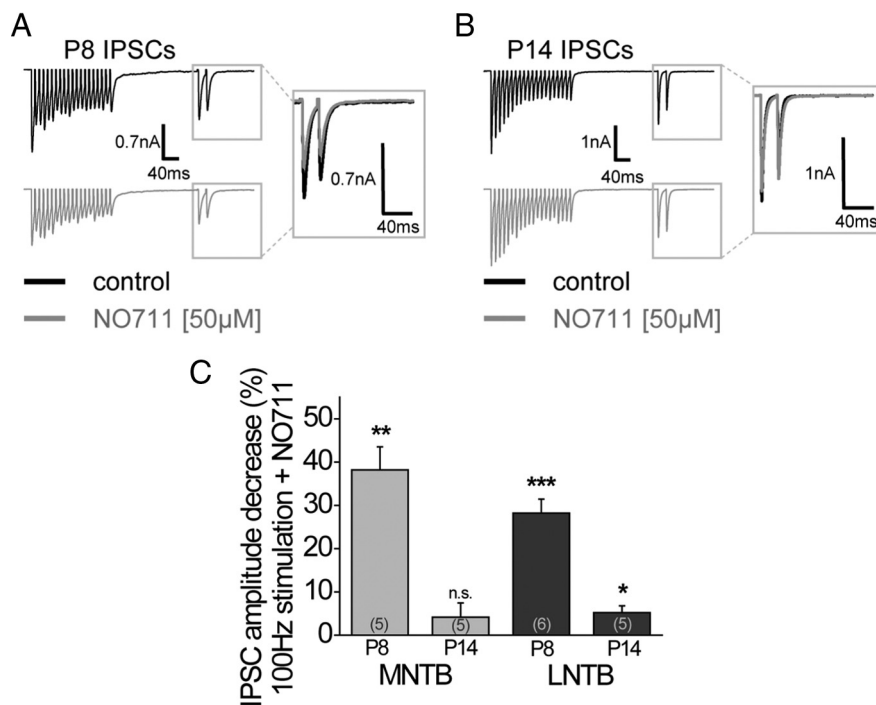 A
P8 IPSCs
0.7nA
40ms
0.7nA
40ms
control
NO711 [50µM]
B
P14 IPSCs
1nA
40ms
1nA
40ms
control
NO711 [50µM]
C
IPSC amplitude decrease (%)
100Hz stimulation + NO711
50
40
30
20
10
0
**
n.s.
***
*
(5)
(5)
(6)
(5)
P8
P14
P8
P14
MNTB
LNTB